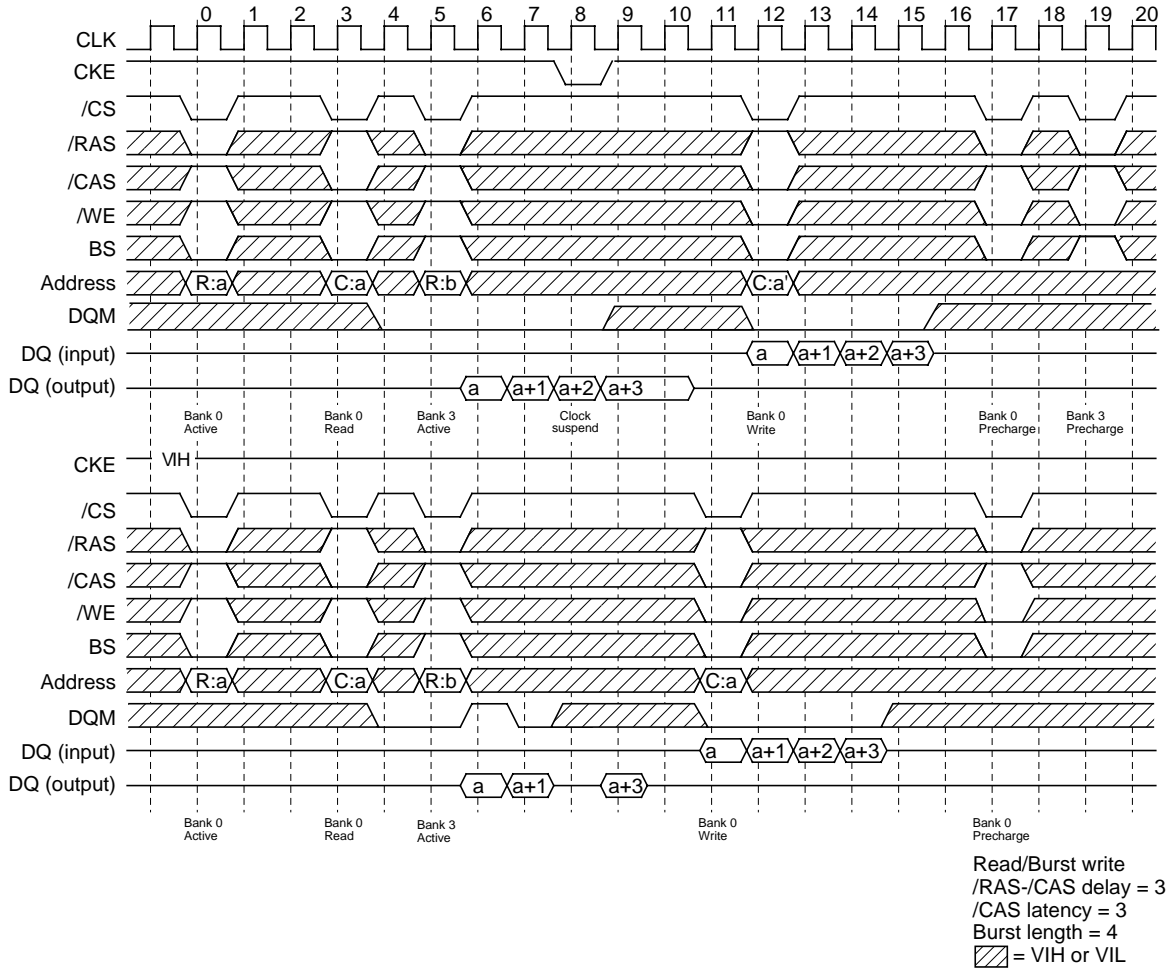 0 1 2 3 4 5 6 7 8 9 10 11 12 13 14 15 16 17 18 19 20
CLK
CKE
/CS
/RAS
/CAS
/WE
BS
Address R:a C:a R:b C:a'
DQM
DQ (input) a a+1 a+2 a+3
DQ (output) a a+1 a+2 a+3
Bank 0 Bank 0 Bank 3 Clock Bank 0 Bank 0 Bank 3
Active Read Active suspend Write Precharge Precharge
CKE VIH
/CS
/RAS
/CAS
/WE
BS
Address R:a C:a R:b C:a
DQM
DQ (input) a a+1 a+2 a+3
DQ (output) a a+1 a+3
Bank 0 Bank 0 Bank 3 Bank 0 Bank 0
Active Read Active Write Precharge
Read/Burst write
/RAS-/CAS delay = 3
/CAS latency = 3
Burst length = 4
= VIH or VIL